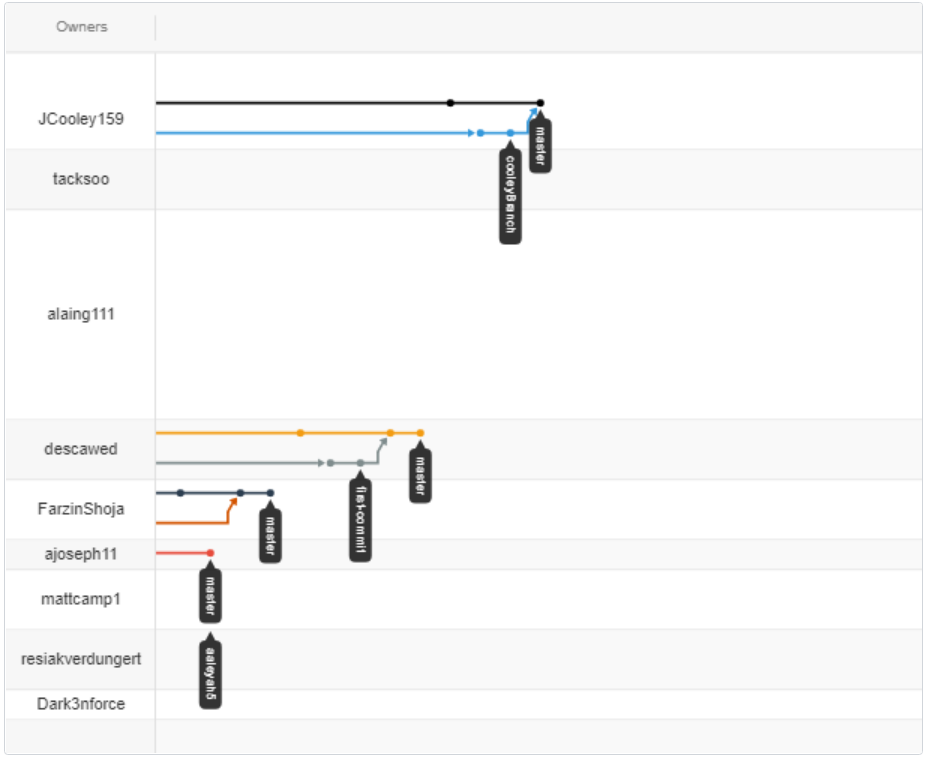 Owners
JCooley159
master
cooleyBranch
tacksoo
alaing111
descawed
master
first-commit
FarzinShoja
master
ajoseph11
master
mattcamp1
resiakverdungert
aaleyah5
Dark3nforce